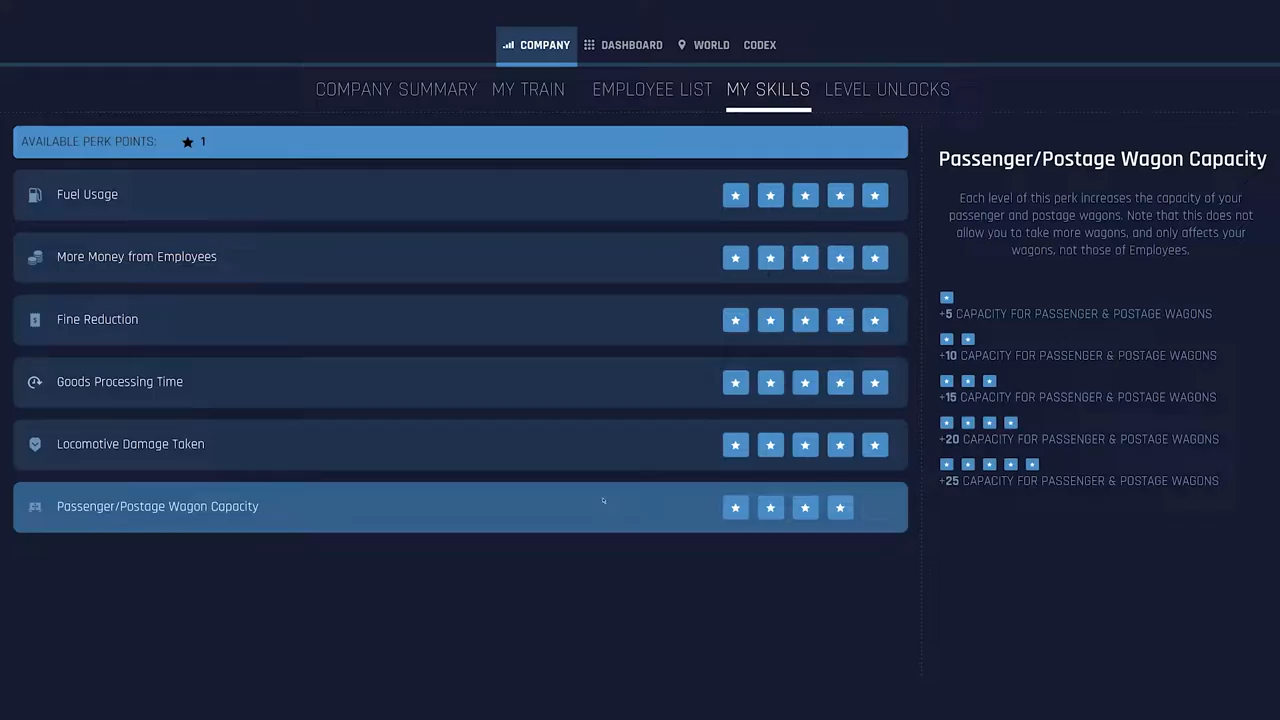 COMPANY DASHBOARD WORLD CODEX
COMPANY SUMMARY MY TRAIN EMPLOYEE LIST MY SKILLS LEVEL UNLOCKS
AVAILABLE PERK POINTS: 1
Fuel Usage
More Money from Employees
Fine Reduction
Goods Processing Time
Locomotive Damage Taken
Passenger/Postage Wagon Capacity
Passenger/Postage Wagon Capacity
Each level of this perk increases the capacity of your
passenger and postage wagons. Note that this does not
allow you to take more wagons, and only affects your
wagons, not those of Employees.
+5 CAPACITY FOR PASSENGER & POSTAGE WAGONS
+10 CAPACITY FOR PASSENGER & POSTAGE WAGONS
+15 CAPACITY FOR PASSENGER & POSTAGE WAGONS
+20 CAPACITY FOR PASSENGER & POSTAGE WAGONS
+25 CAPACITY FOR PASSENGER & POSTAGE WAGONS